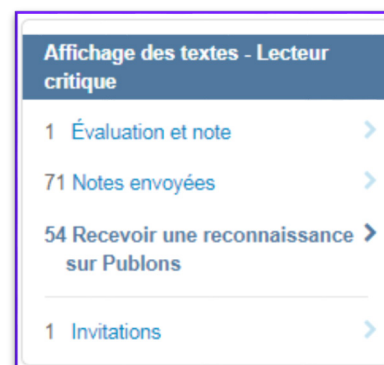 Affichage des textes - Lecteur
critique
1 Évaluation et note
71 Notes envoyées
54 Recevoir une reconnaissance
sur Publons
1 Invitations